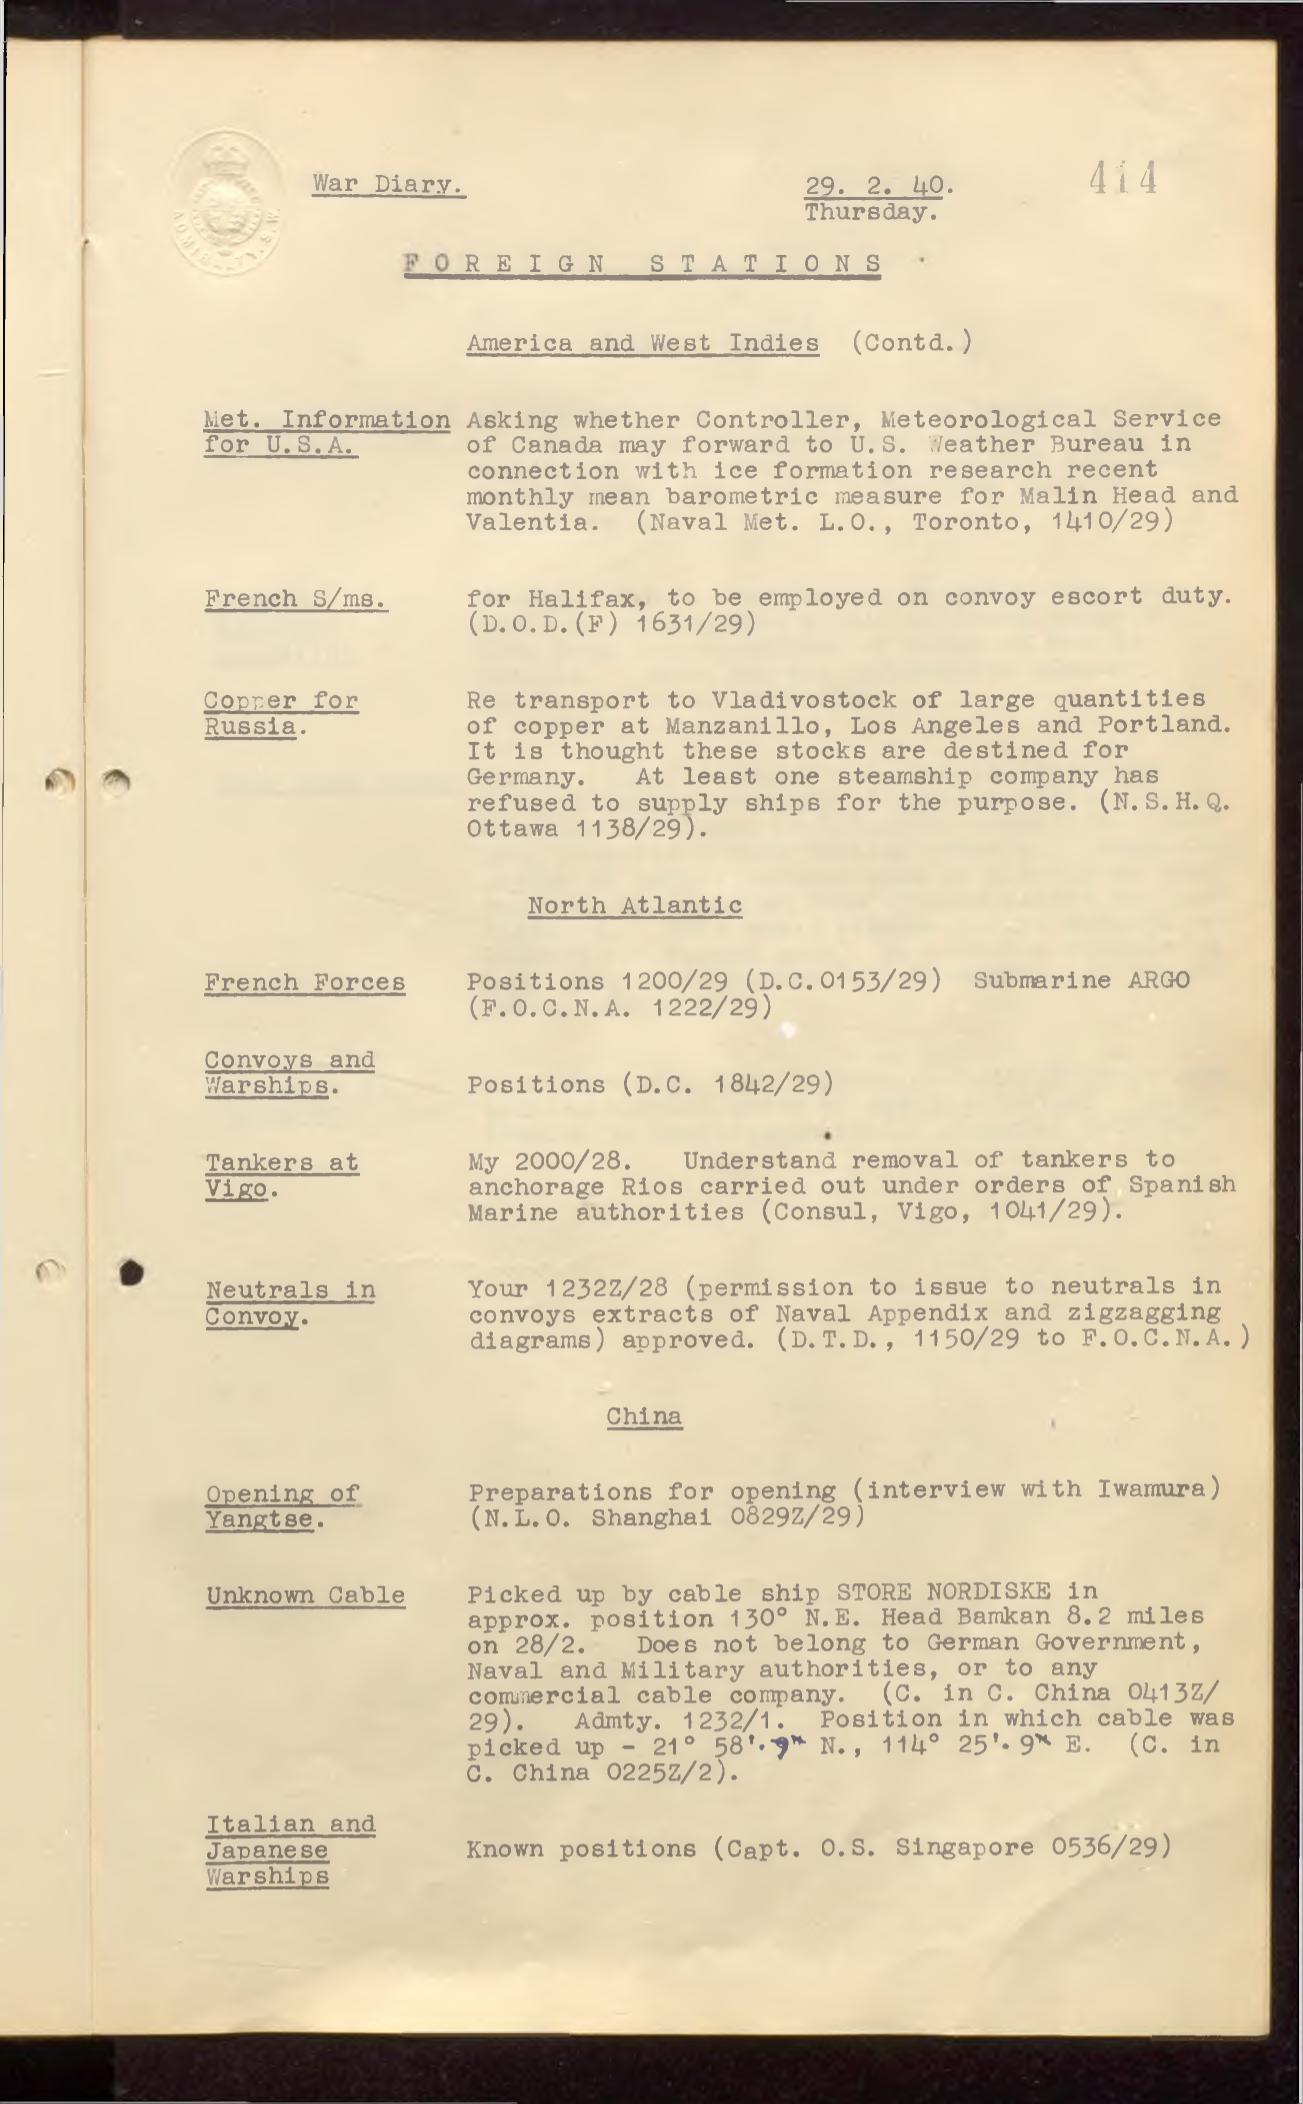 War Diary.
29. 2. 40.
414
Thursday.
FOREIGN STATIONS
America and West Indies (Contd.)
Met. Information Asking whether Controller, Meteorological Service
for U.S.A. of Canada may forward to U.S. Weather Bureau in
connection with ice formation research recent
monthly mean barometric measure for Malin Head and
Valentia. (Naval Met. L.O., Toronto, 1410/29)
French S/ms. for Halifax, to be employed on convoy escort duty.
(D.O.D.(F) 1631/29)
Copper for Re transport to Vladivostock of large quantities
Russia. of copper at Manzanillo, Los Angeles and Portland.
It is thought these stocks are destined for
Germany. At least one steamship company has
refused to supply ships for the purpose. (N.S.H.Q.
Ottawa 1138/29).
North Atlantic
French Forces Positions 1200/29 (D.C.0153/29) Submarine ARGO
(F.O.C.N.A. 1222/29)
Convoys and
Warships. Positions (D.C. 1842/29)
Tankers at My 2000/28. Understand removal of tankers to
Vigo. anchorage Rios carried out under orders of Spanish
Marine authorities (Consul, Vigo, 1041/29).
Neutrals in Your 1232Z/28 (permission to issue to neutrals in
Convoy. convoys extracts of Naval Appendix and zigzagging
diagrams) approved. (D.T.D., 1150/29 to F.O.C.N.A.)
China
Opening of Preparations for opening (interview with Iwamura)
Yangtse. (N.L.O. Shanghai 0829Z/29)
Unknown Cable Picked up by cable ship STORE NORDISKE in
approx. position 130° N.E. Head Bamkan 8.2 miles
on 28/2. Does not belong to German Government,
Naval and Military authorities, or to any
commercial cable company. (C. in C. China 0413Z/
29). Admty. 1232/1. Position in which cable was
picked up - 21° 58'.9" N., 114° 25'.9" E. (C. in
C. China 0225Z/2).
Italian and
Japanese Known positions (Capt. O.S. Singapore 0536/29)
Warships